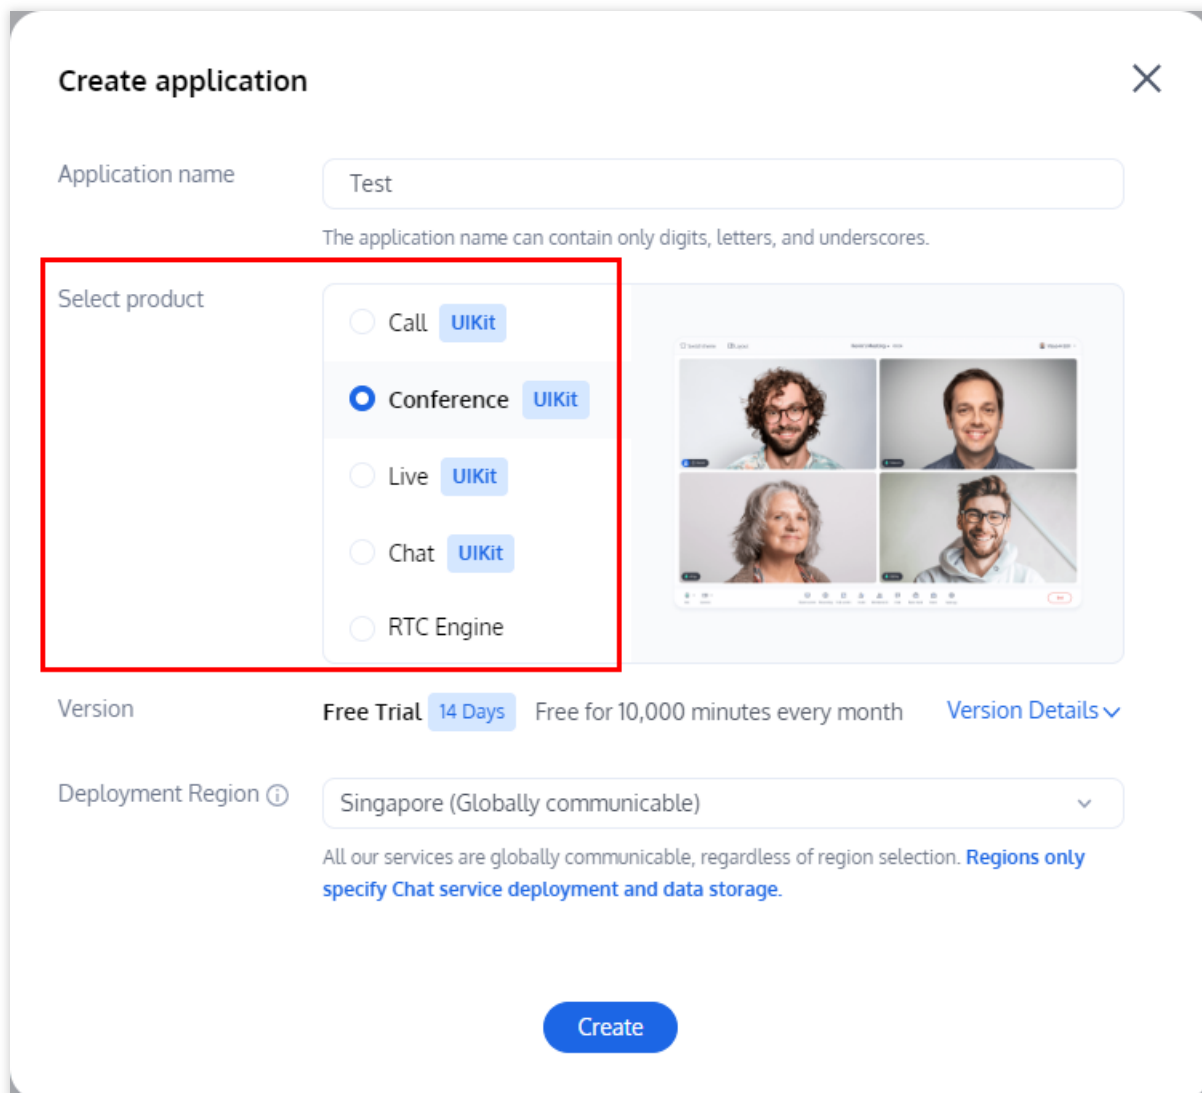 Create application
Application name
Test
The application name can contain only digits, letters, and underscores.
Select product
Call UIKit
Conference UIKit
Live UIKit
Chat UIKit
RTC Engine
Version
Free Trial 14 Days Free for 10,000 minutes every month Version Details
Deployment Region
Singapore (Globally communicable)
All our services are globally communicable, regardless of region selection. Regions only
specify Chat service deployment and data storage.
Create